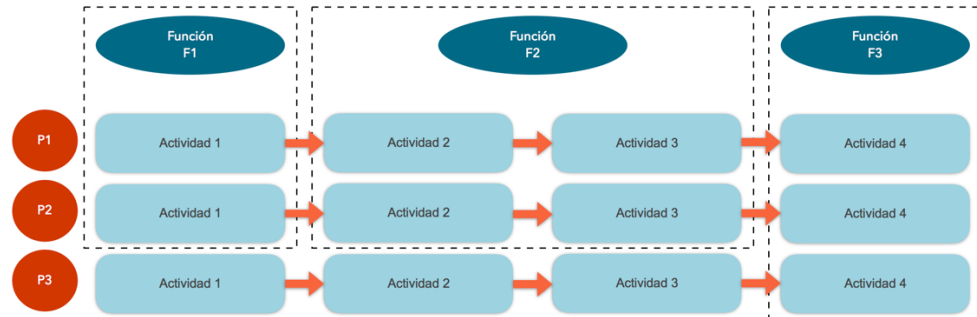 Función
F1
Función
F2
Función
F3
P1
Actividad 1
Actividad 2
Actividad 3
Actividad 4
P2
Actividad 1
Actividad 2
Actividad 3
Actividad 4
P3
Actividad 1
Actividad 2
Actividad 3
Actividad 4